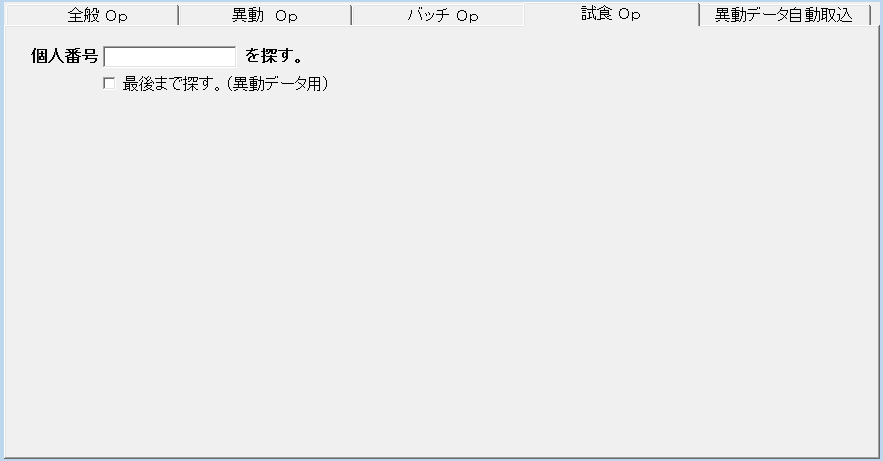 全般 Op
異動 Op
バッチ Op
試食 Op
異動データ自動取込
個人番号 を探す。
最後まで探す。(異動データ用)